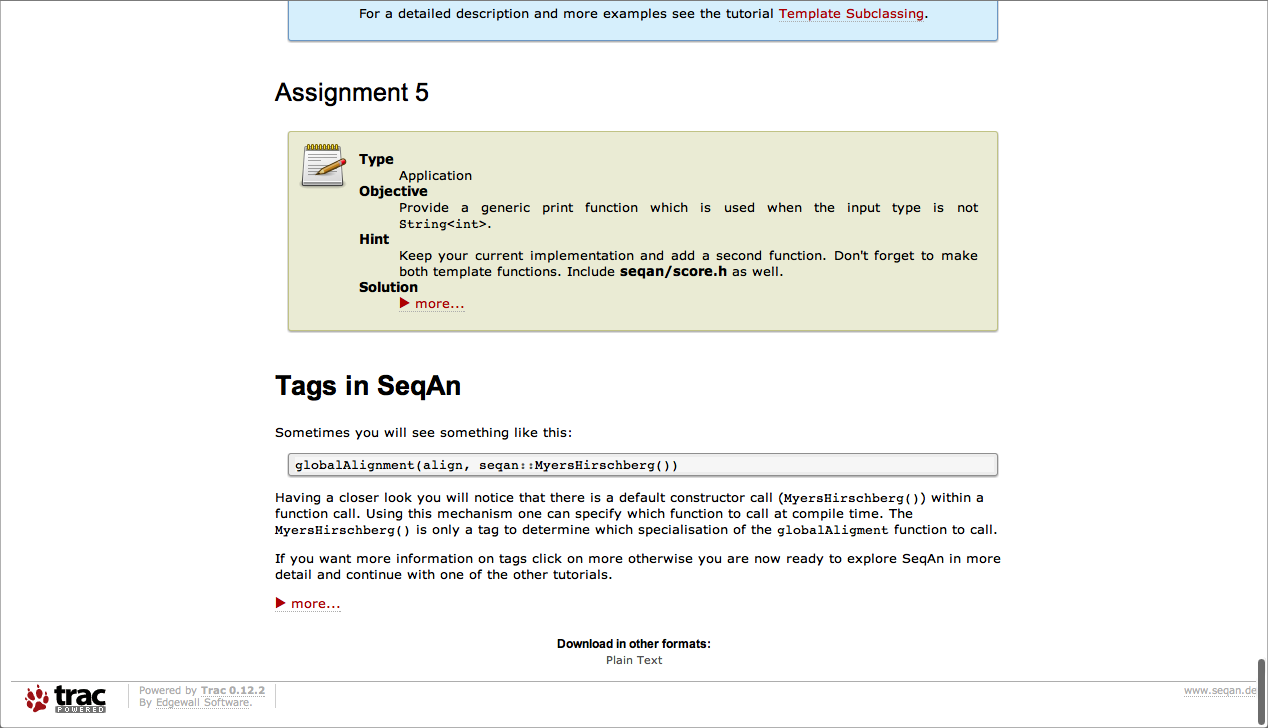 For a detailed description and more examples see the tutorial Template Subclassing.
Assignment 5
Type
Application
Objective
Provide a generic print function which is used when the input type is not
String<int>.
Hint
Keep your current implementation and add a second function. Don't forget to make
both template functions. Include seqan/score.h as well.
Solution
more...
Tags in SeqAn
Sometimes you will see something like this:
globalAlignment(align, seqan::MyersHirschberg())
Having a closer look you will notice that there is a default constructor call (MyersHirschberg()) within a
function call. Using this mechanism one can specify which function to call at compile time. The
MyersHirschberg() is only a tag to determine which specialisation of the globalAligment function to call.
If you want more information on tags click on more otherwise you are now ready to explore SeqAn in more
detail and continue with one of the other tutorials.
more...
Download in other formats:
Plain Text
trac
POWERED
Powered by Trac 0.12.2
By Edgewall Software.
www.seqan.de